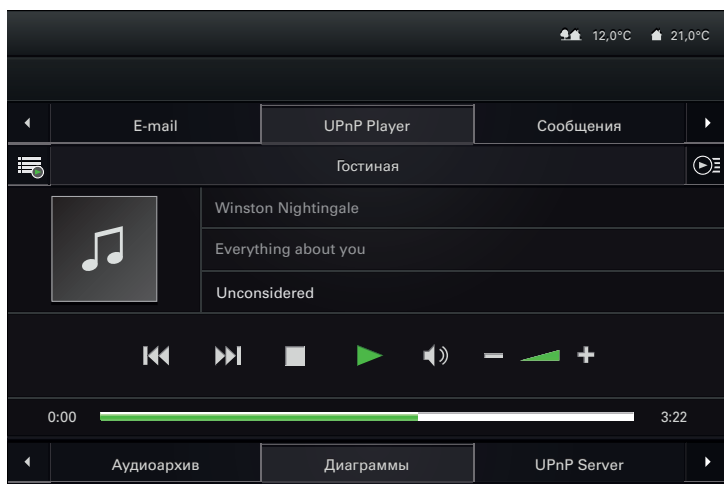 12,0°C 21,0°C
E-mail UPnP Player Сообщения
Гостиная
Winston Nightingale
Everything about you
Unconsidered
0:00 3:22
Аудиоархив Диаграммы UPnP Server